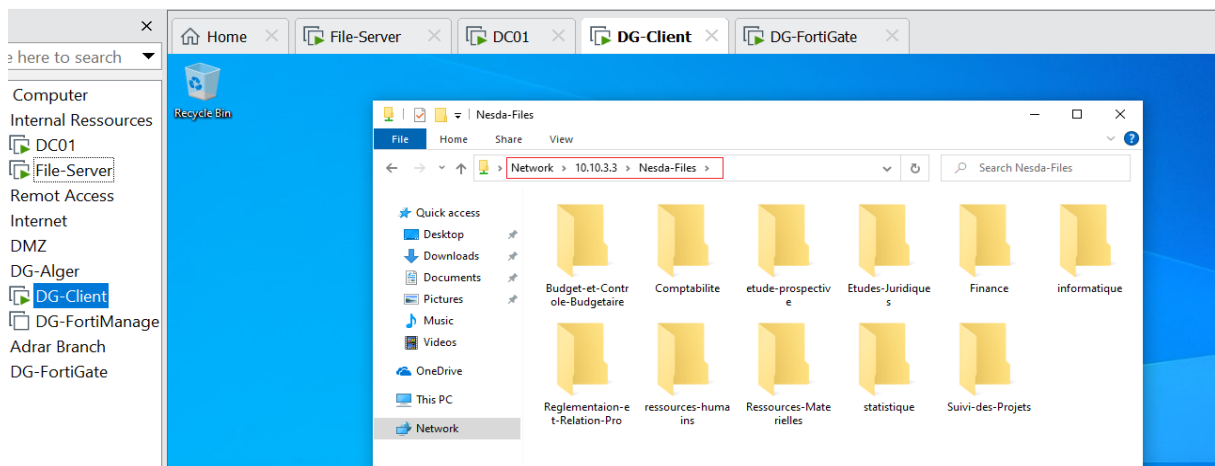 Home
File-Server
DC01
DG-Client
DG-FortiGate
e here to search
Computer
Internal Ressources
DC01
File-Server
Remot Access
Internet
DMZ
DG-Alger
DG-Client
DG-FortiManage
Adrar Branch
DG-FortiGate
Recycle Bin
Nesda-Files
File Home Share View
Network > 10.10.3.3 > Nesda-Files >
Search Nesda-Files
Quick access
Desktop
Downloads
Documents
Pictures
Music
Videos
OneDrive
This PC
Network
Budget-et-Contr
ole-Budgetaire
Comptabilite
etude-prospectiv
e
Etudes-Juridique
s
Finance
informatique
Reglementaion-e
t-Relation-Pro
ressources-huma
ins
Ressources-Mate
rielles
statistique
Suivi-des-Projets